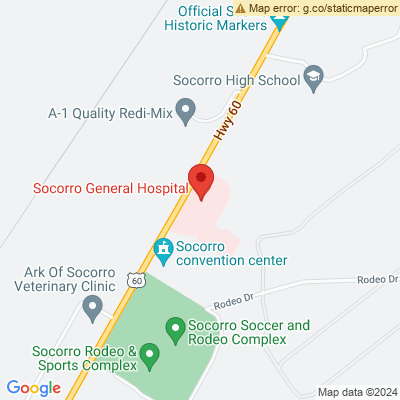 Map error: g.co/staticmaperror
Official S
Historic Markers
Socorro High School
A-1 Quality Redi-Mix
Hwy 60
Socorro General Hospital
Socorro
convention center
Ark Of Socorro
Veterinary Clinic
60
Rodeo Dr
Rodeo Dr
Socorro Soccer and
Rodeo Complex
Socorro Rodeo &
Sports Complex
Google
Map data ©2024